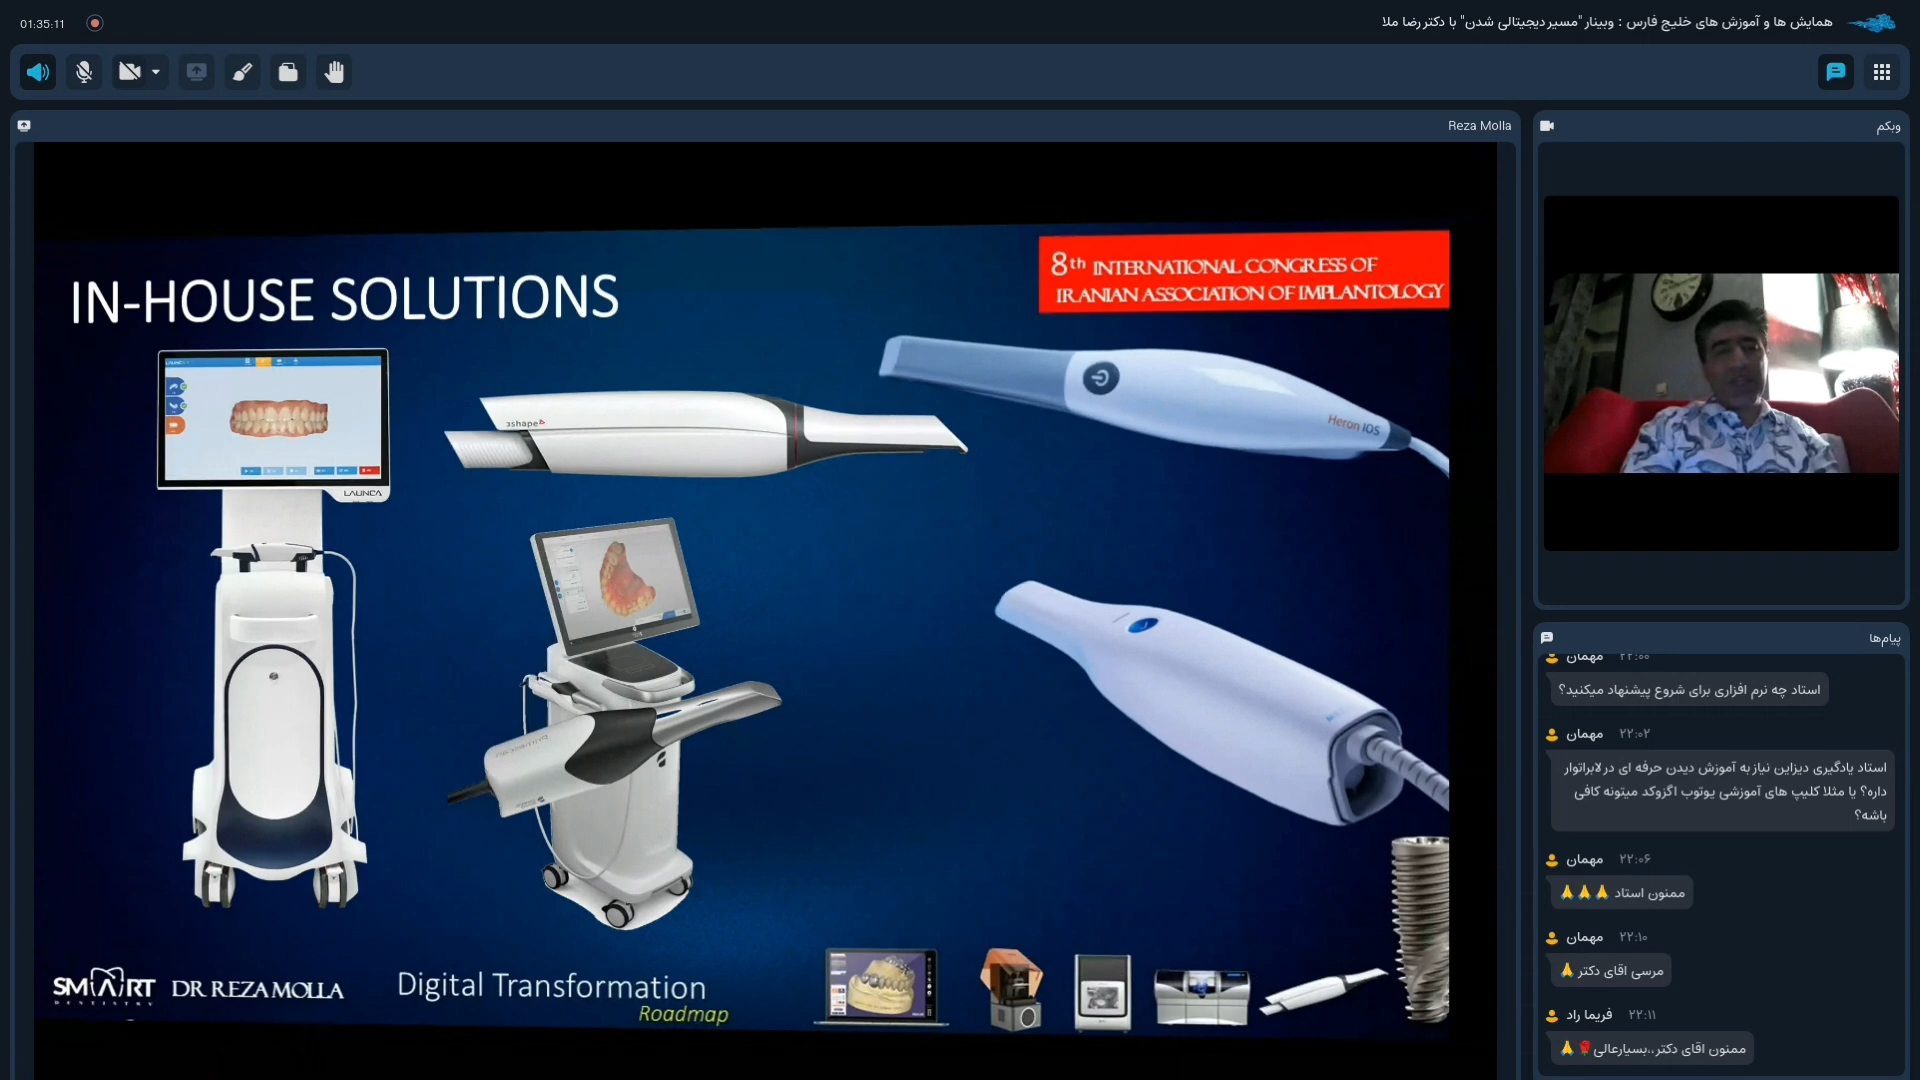 01:35:11
همایش ها و آموزش های خلیج فارس : وبینار "مسیر دیجیتالی شدن" با دکتر رضا ملا
Reza Molla
وبکم
IN-HOUSE SOLUTIONS
8th INTERNATIONAL CONGRESS OF
IRANIAN ASSOCIATION OF IMPLANTOLOGY
LAUNCA
3shape
Heron IOS
SMART
DENTISTRY
DR REZA MOLLA
Digital Transformation
Roadmap
پیام‌ها
مهمان ۲۲:۰۰
استاد چه نرم افزاری برای شروع پیشنهاد میکنید؟
مهمان ۲۲:۰۲
استاد یادگیری دیزاین نیاز به آموزش دیدن حرفه ای در لابراتوار
داره؟ یا مثلا کلیپ های آموزشی یوتوب اگزوکد میتونه کافی
باشه؟
مهمان ۲۲:۰۶
ممنون استاد 🙏🙏🙏
مهمان ۲۲:۱۰
مرسی اقای دکتر 🙏
فریما راد ۲۲:۱۱
ممنون اقای دکتر،،بسیارعالی🌹🙏